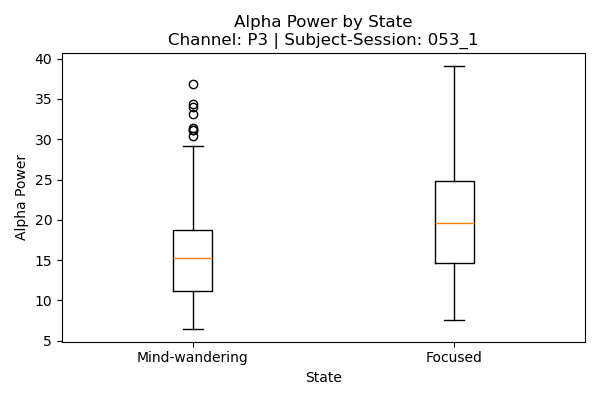 Alpha Power by State
Channel: P3 | Subject-Session: 053_1
Alpha Power
40
35
30
25
20
15
10
5
Mind-wandering
Focused
State